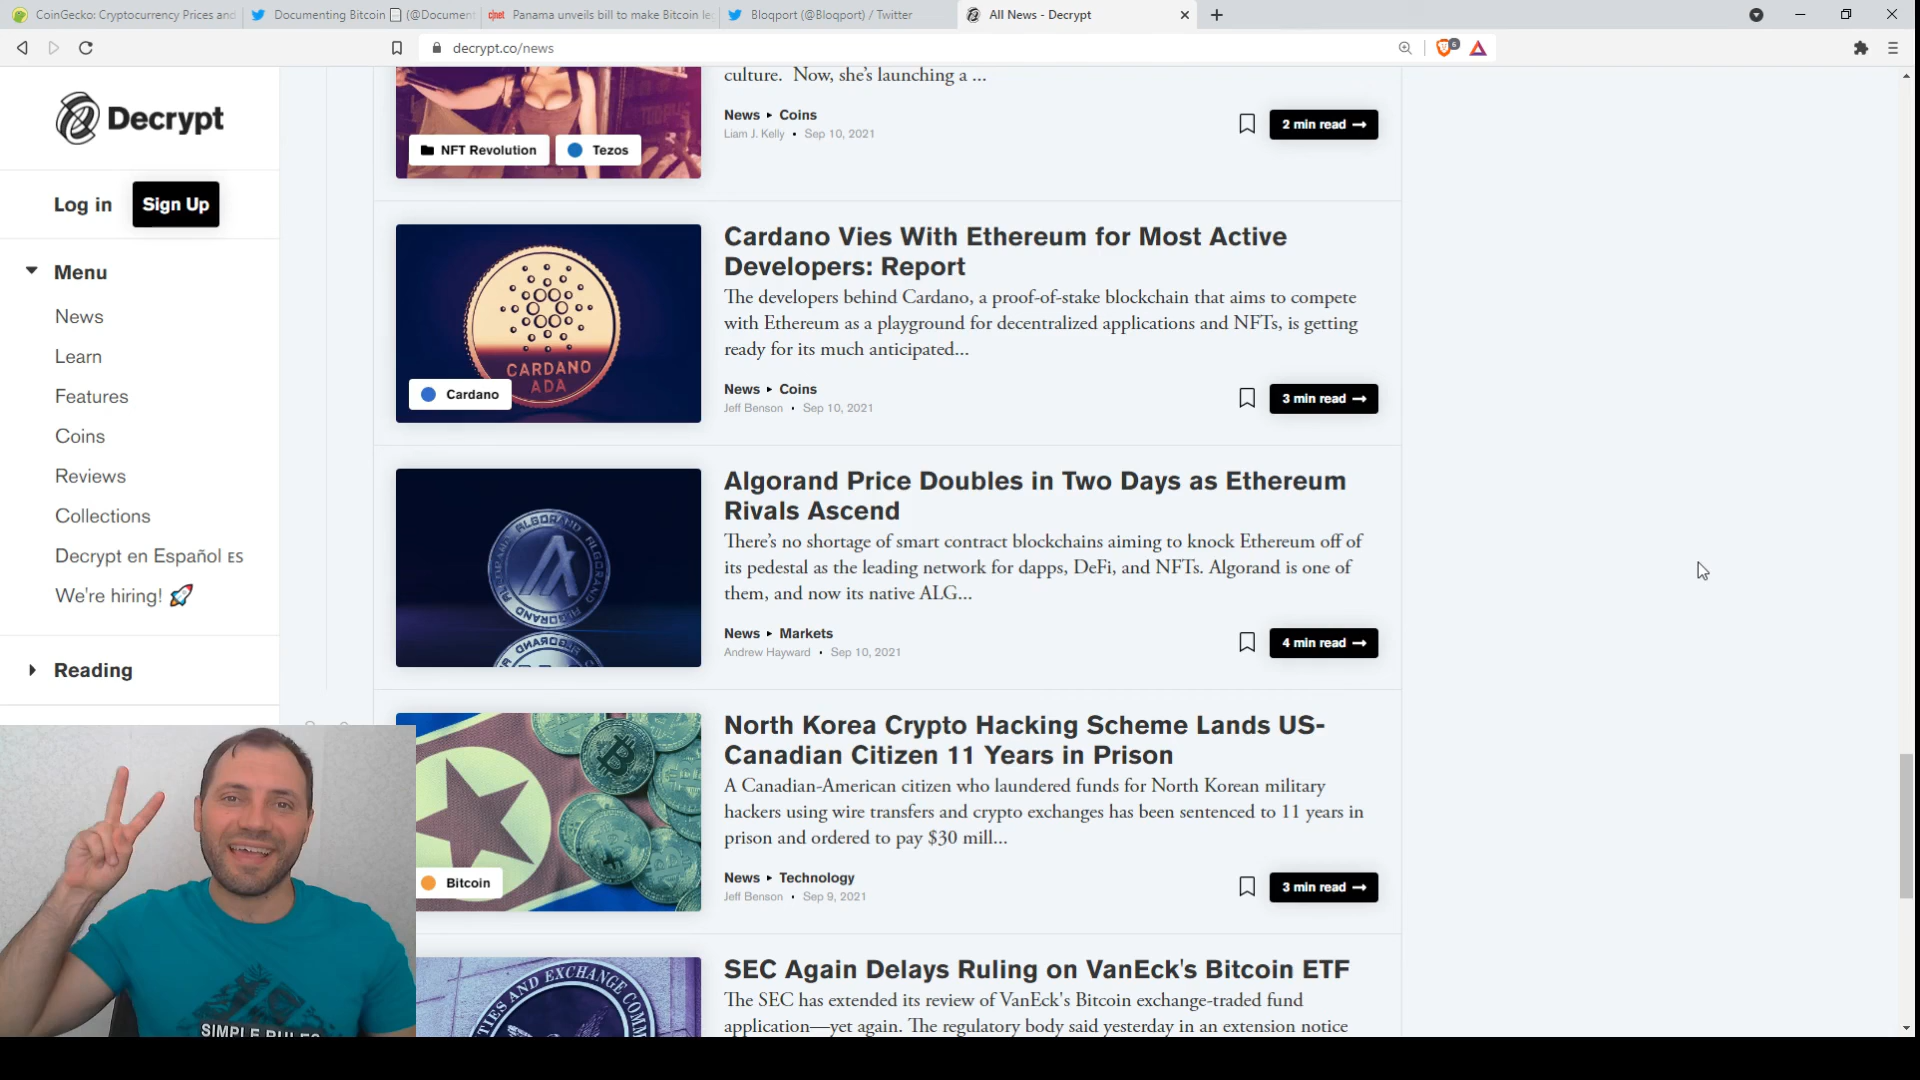 CoinGecko: Cryptocurrency Prices and
Documenting Bitcoin (@Documen
c|net Panama unveils bill to make Bitcoin le
Bloqport (@Bloqport) / Twitter
All News - Decrypt
decrypt.co/news
6
Decrypt
Log in
Sign Up
Menu
News
Learn
Features
Coins
Reviews
Collections
Decrypt en Español ES
We're hiring! 🚀
Reading
culture. Now, she's launching a ...
NFT Revolution
Tezos
News ▸ Coins
Liam J. Kelly • Sep 10, 2021
2 min read →
Cardano Vies With Ethereum for Most Active
Developers: Report
The developers behind Cardano, a proof-of-stake blockchain that aims to compete
with Ethereum as a playground for decentralized applications and NFTs, is getting
ready for its much anticipated...
CARDANO
ADA
Cardano
News ▸ Coins
Jeff Benson • Sep 10, 2021
3 min read →
Algorand Price Doubles in Two Days as Ethereum
Rivals Ascend
There's no shortage of smart contract blockchains aiming to knock Ethereum off of
its pedestal as the leading network for dapps, DeFi, and NFTs. Algorand is one of
them, and now its native ALG...
ALGORAND
ALGORAND
News ▸ Markets
Andrew Hayward • Sep 10, 2021
4 min read →
North Korea Crypto Hacking Scheme Lands US-
Canadian Citizen 11 Years in Prison
A Canadian-American citizen who laundered funds for North Korean military
hackers using wire transfers and crypto exchanges has been sentenced to 11 years in
prison and ordered to pay $30 mill...
Bitcoin
News ▸ Technology
Jeff Benson • Sep 9, 2021
3 min read →
SEC Again Delays Ruling on VanEck's Bitcoin ETF
The SEC has extended its review of VanEck's Bitcoin exchange-traded fund
application—yet again. The regulatory body said yesterday in an extension notice
TIES AND EXCHANGE COMM
SIMPLE RULES